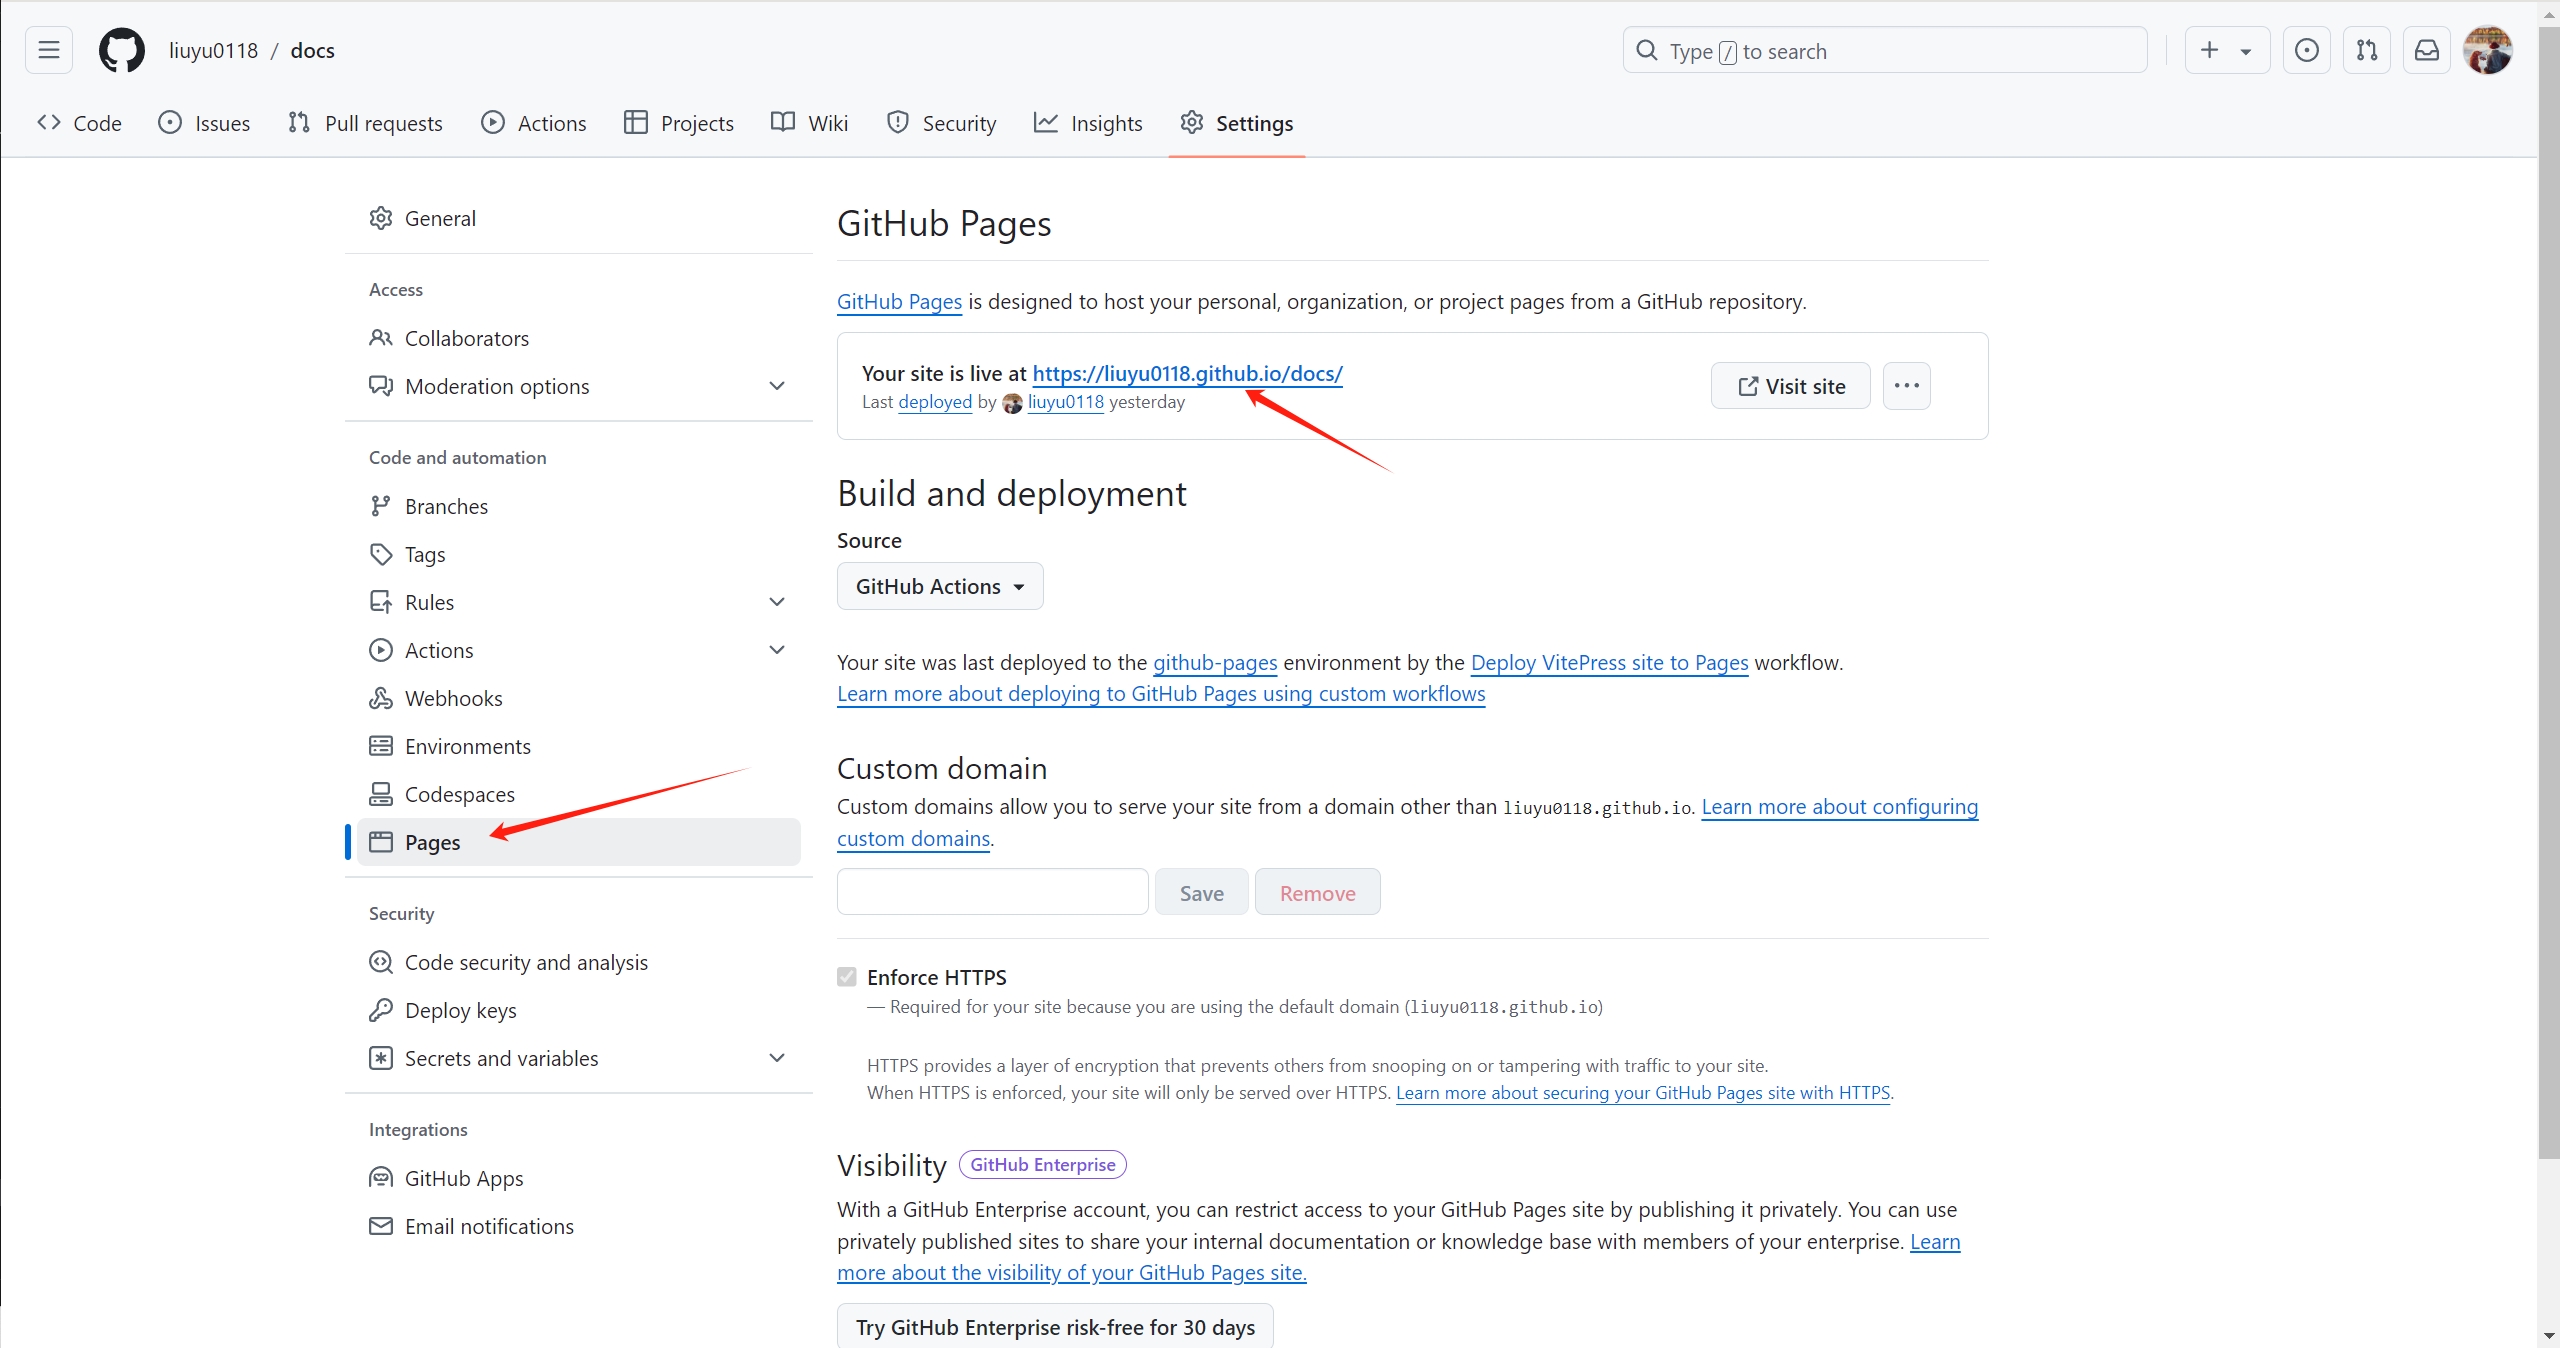 liuyu0118 / docs
Type / to search
Code
Issues
Pull requests
Actions
Projects
Wiki
Security
Insights
Settings
General
Access
Collaborators
Moderation options
Code and automation
Branches
Tags
Rules
Actions
Webhooks
Environments
Codespaces
Pages
Security
Code security and analysis
Deploy keys
Secrets and variables
Integrations
GitHub Apps
Email notifications
GitHub Pages
GitHub Pages is designed to host your personal, organization, or project pages from a GitHub repository.
Your site is live at https://liuyu0118.github.io/docs/
Last deployed by liuyu0118 yesterday
Visit site
Build and deployment
Source
GitHub Actions
Your site was last deployed to the github-pages environment by the Deploy VitePress site to Pages workflow.
Learn more about deploying to GitHub Pages using custom workflows
Custom domain
Custom domains allow you to serve your site from a domain other than liuyu0118.github.io. Learn more about configuring
custom domains.
Save
Remove
Enforce HTTPS
— Required for your site because you are using the default domain (liuyu0118.github.io)
HTTPS provides a layer of encryption that prevents others from snooping on or tampering with traffic to your site.
When HTTPS is enforced, your site will only be served over HTTPS. Learn more about securing your GitHub Pages site with HTTPS.
Visibility GitHub Enterprise
With a GitHub Enterprise account, you can restrict access to your GitHub Pages site by publishing it privately. You can use
privately published sites to share your internal documentation or knowledge base with members of your enterprise. Learn
more about the visibility of your GitHub Pages site.
Try GitHub Enterprise risk-free for 30 days